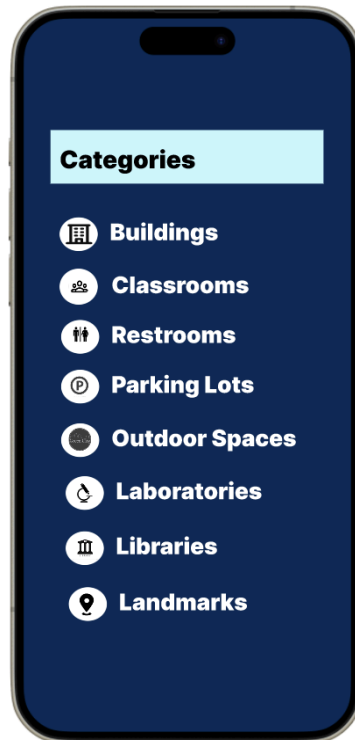 Categories
Buildings
Classrooms
Restrooms
P
Parking Lots
Outdoor Spaces
Laboratories
Libraries
Landmarks